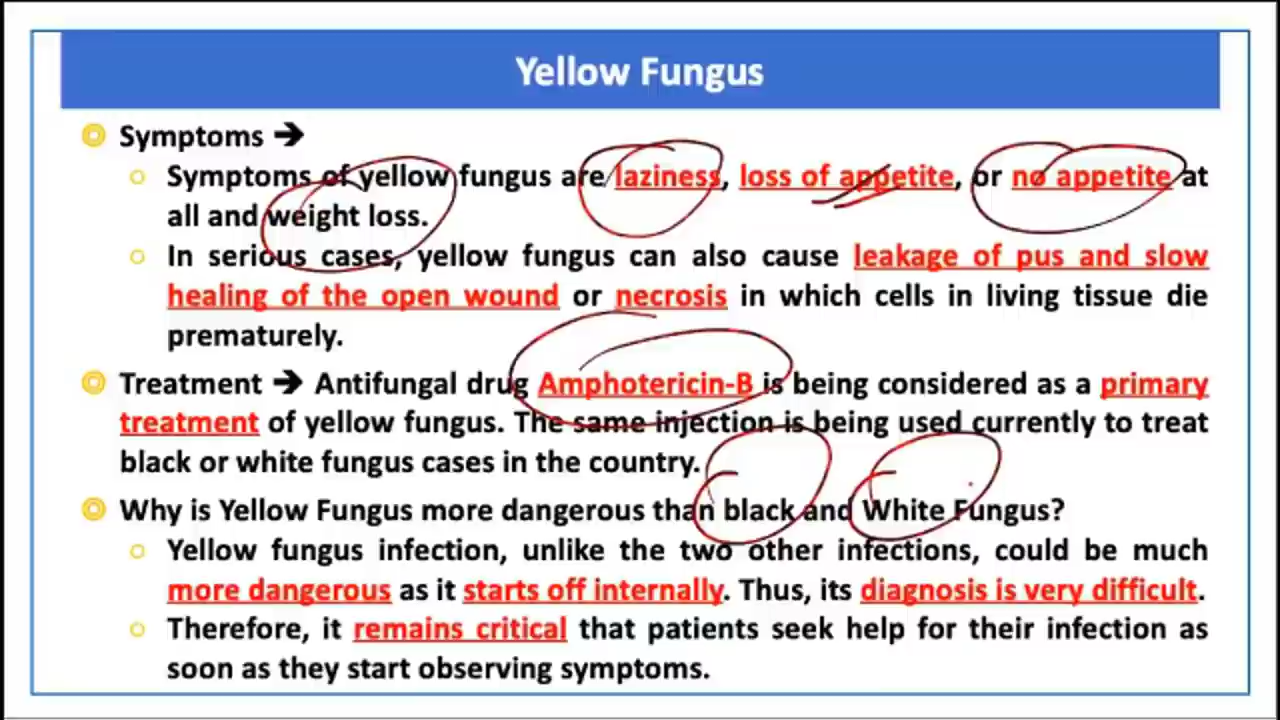 Yellow Fungus
Symptoms ➔
Symptoms of yellow fungus are laziness, loss of appetite, or no appetite at
all and weight loss.
In serious cases, yellow fungus can also cause leakage of pus and slow
healing of the open wound or necrosis in which cells in living tissue die
prematurely.
Treatment ➔ Antifungal drug Amphotericin-B is being considered as a primary
treatment of yellow fungus. The same injection is being used currently to treat
black or white fungus cases in the country.
Why is Yellow Fungus more dangerous than black and White Fungus?
Yellow fungus infection, unlike the two other infections, could be much
more dangerous as it starts off internally. Thus, its diagnosis is very difficult.
Therefore, it remains critical that patients seek help for their infection as
soon as they start observing symptoms.